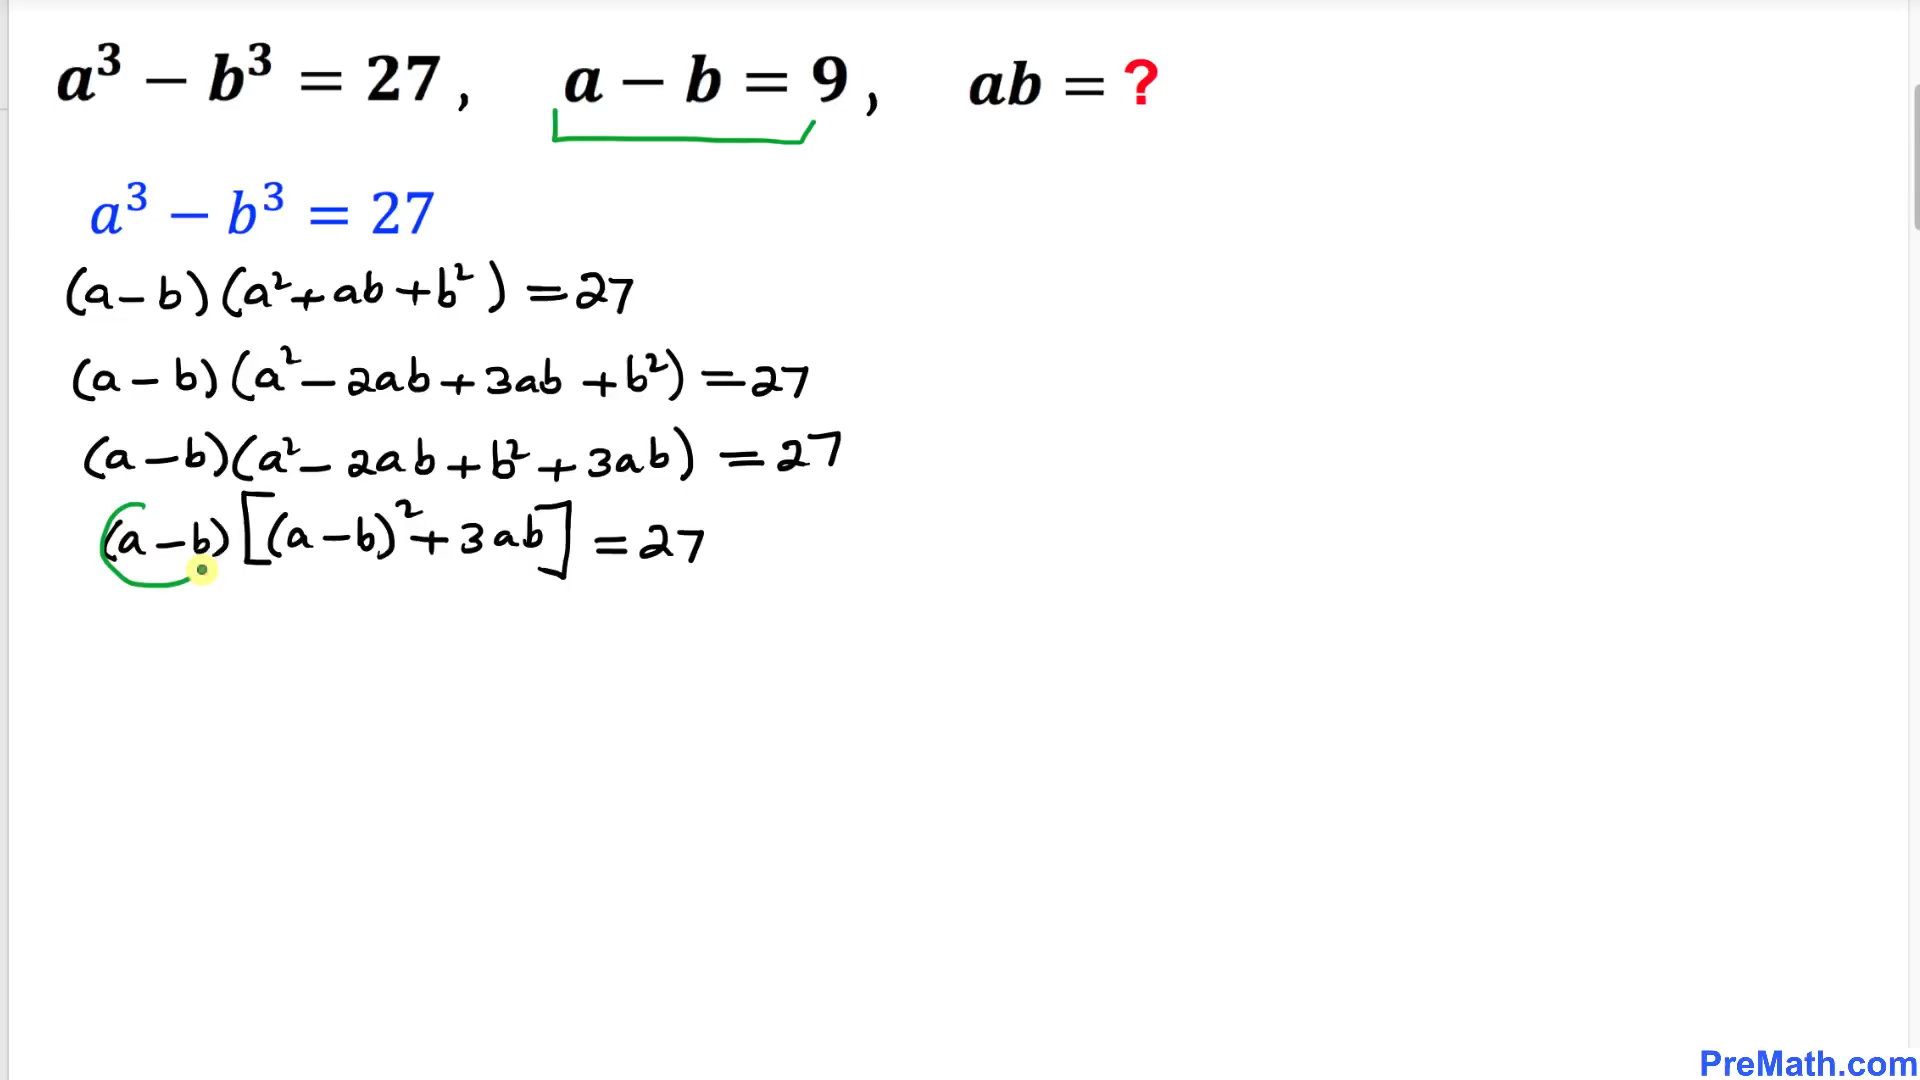 a³ − b³ = 27, a − b = 9, ab = ?
a³ − b³ = 27
(a−b)(a²+ab+b²) = 27
(a−b)(a²−2ab+3ab+b²) = 27
(a−b)(a²−2ab+b²+3ab) = 27
(a−b)[(a−b)²+3ab] = 27
PreMath.com